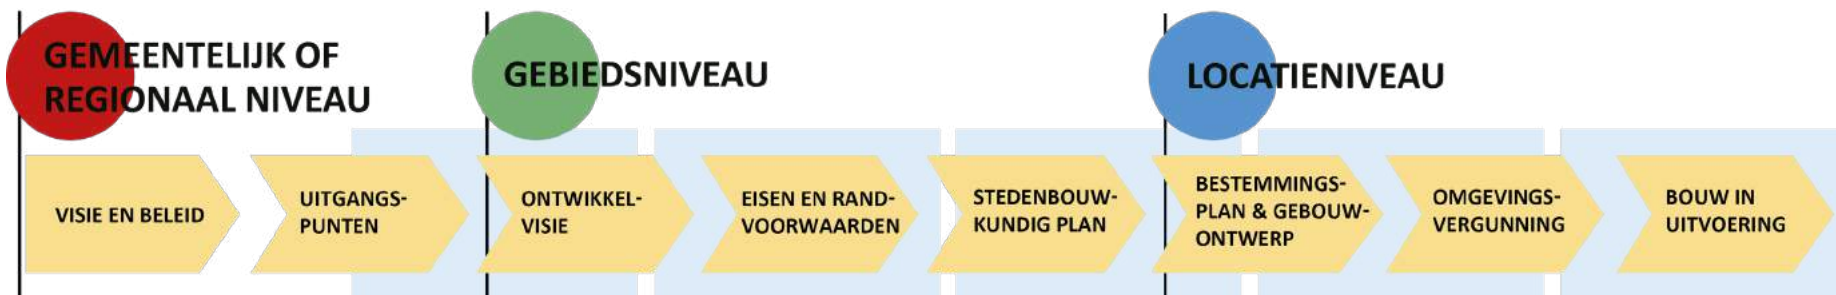 GEMEENTELIJK OF
REGIONAAL NIVEAU
GEBIEDSNIVEAU
LOCATIENIVEAU
VISIE EN BELEID
UITGANGS-
PUNTEN
ONTWIKKEL-
VISIE
EISEN EN RAND-
VOORWAARDEN
STEDENBOUW-
KUNDIG PLAN
BESTEMMINGS-
PLAN & GEBOUW-
ONTWERP
OMGEVINGS-
VERGUNNING
BOUW IN
UITVOERING